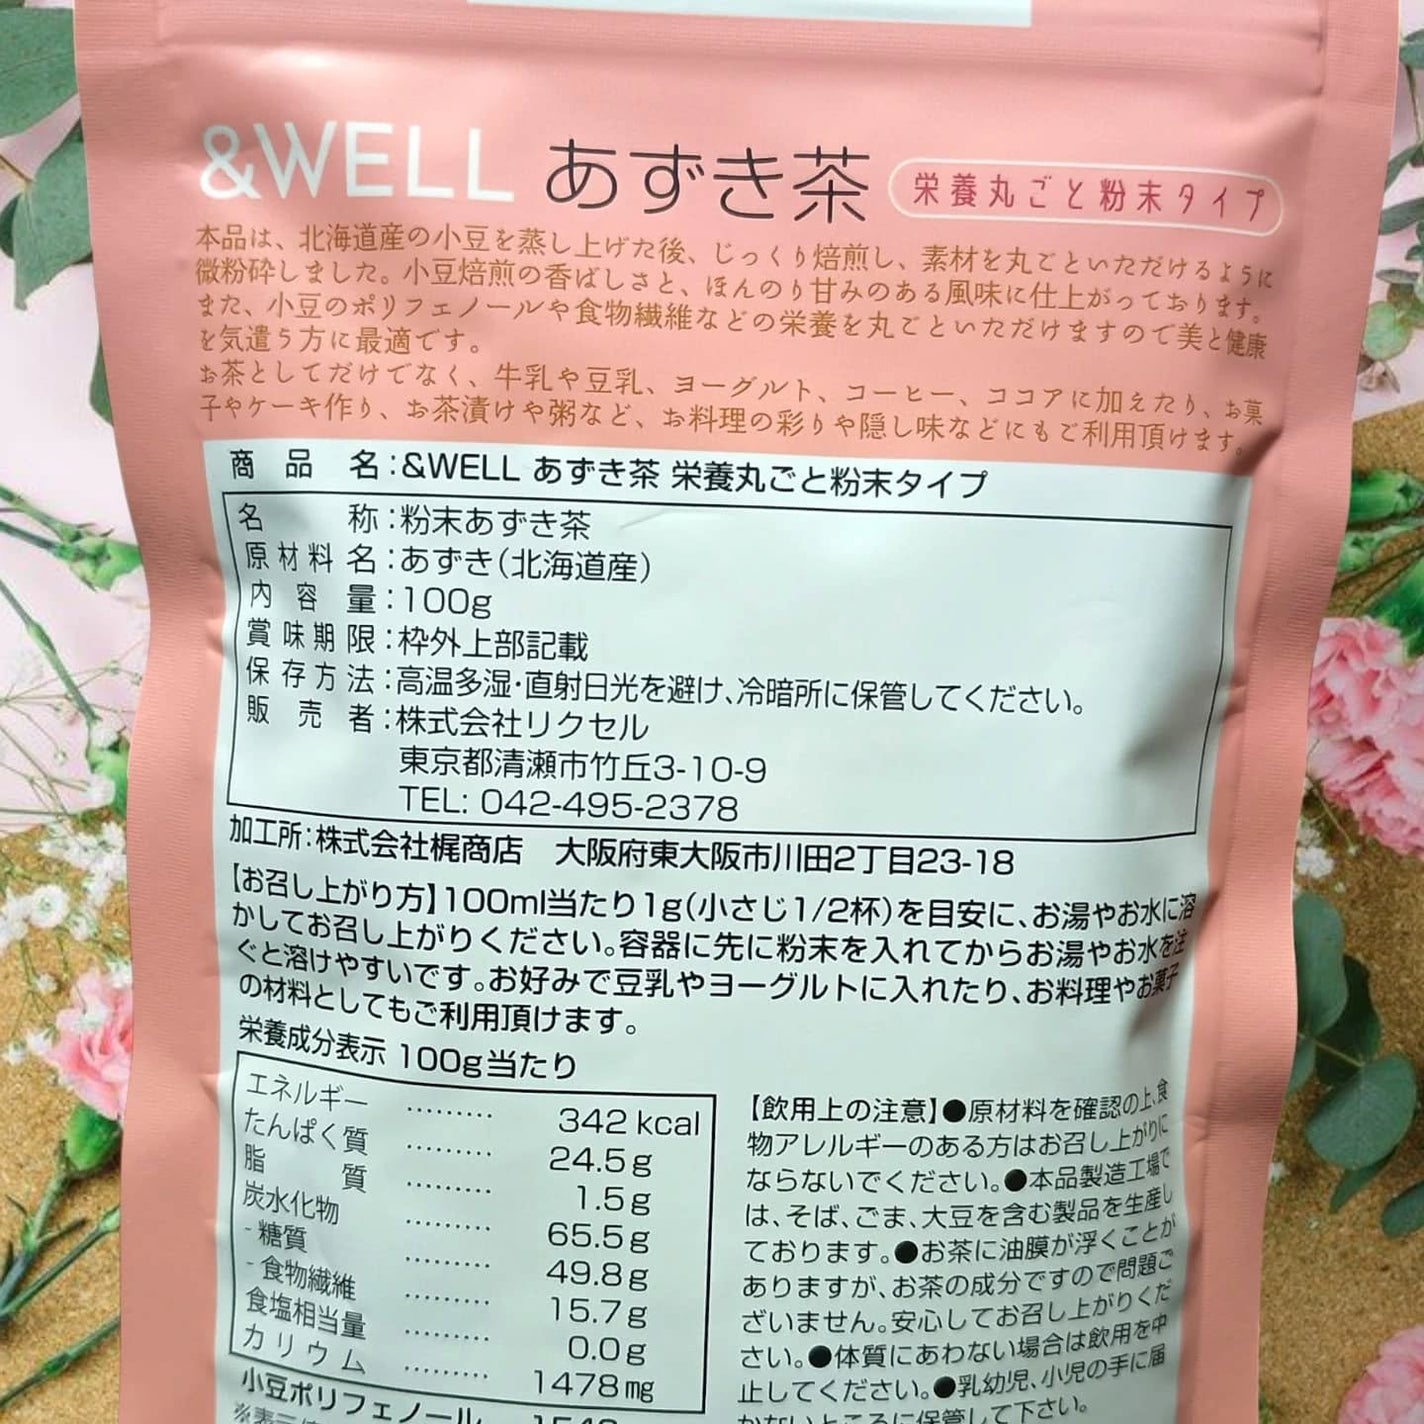 &WELL あずき茶 栄養丸ごと粉末タイプ
本品は、北海道産の小豆を蒸し上げた後、じっくり焙煎し、素材を丸ごといただけるように
微粉砕しました。小豆焙煎の香ばしさと、ほんのり甘みのある風味に仕上がっております。
また、小豆のポリフェノールや食物繊維などの栄養を丸ごといただけますので美と健康
を気遣う方に最適です。
お茶としてだけでなく、牛乳や豆乳、ヨーグルト、コーヒー、ココアに加えたり、お菓
子やケーキ作り、お茶漬けや粥など、お料理の彩りや隠し味などにもご利用頂けます。
商品名:&WELL あずき茶 栄養丸ごと粉末タイプ
名称:粉末あずき茶
原材料名:あずき(北海道産)
内容量:100g
賞味期限:枠外上部記載
保存方法:高温多湿・直射日光を避け、冷暗所に保管してください。
販売者:株式会社リクセル
東京都清瀬市竹丘3-10-9
TEL: 042-495-2378
加工所:株式会社梶商店 大阪府東大阪市川田2丁目23-18
【お召し上がり方】100ml当たり1g(小さじ1/2杯)を目安に、お湯やお水に溶
かしてお召し上がりください。容器に先に粉末を入れてからお湯やお水を注
ぐと溶けやすいです。お好みで豆乳やヨーグルトに入れたり、お料理やお菓子
の材料としてもご利用頂けます。
栄養成分表示 100g当たり
エネルギー ……… 342kcal
たんぱく質 ……… 24.5g
脂質 ……… 1.5g
炭水化物 ……… 65.5g
-糖質 ……… 49.8g
-食物繊維 ……… 15.7g
食塩相当量 ……… 0.0g
カリウム ……… 1478mg
小豆ポリフェノール
【飲用上の注意】●原材料を確認の上、食
物アレルギーのある方はお召し上がりに
ならないでください。●本品製造工場で
は、そば、ごま、大豆を含む製品を生産し
ております。●お茶に油膜が浮くことが
ありますが、お茶の成分ですので問題ご
ざいません。安心してお召し上がりくだ
さい。●体質にあわない場合は飲用を中
止してください。●乳幼児、小児の手に届
かないところに保管して下さい。